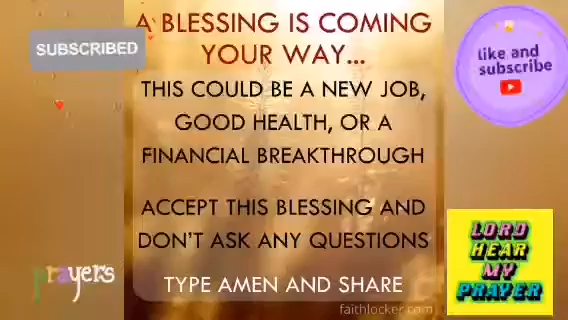 A BLESSING IS COMING
YOUR WAY...
THIS COULD BE A NEW JOB,
GOOD HEALTH, OR A
FINANCIAL BREAKTHROUGH
ACCEPT THIS BLESSING AND
DON'T ASK ANY QUESTIONS
TYPE AMEN AND SHARE
faithlocker.com
SUBSCRIBED
like and
subscribe
prayers
LORD
HEAR
MY
PRAYER